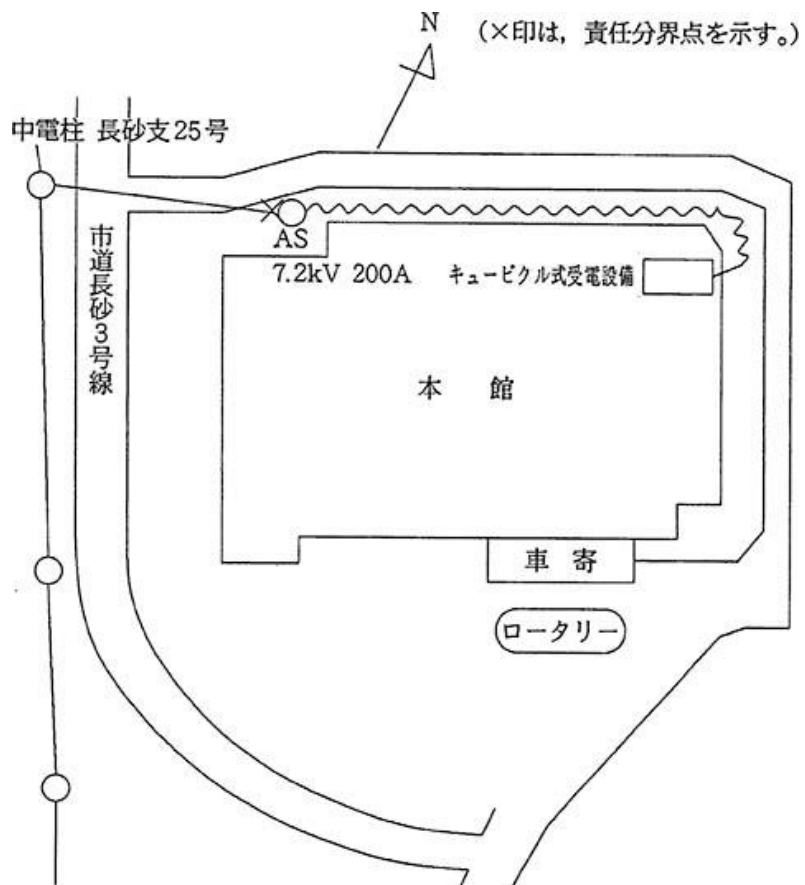 N
(×印は，責任分界点を示す。)
中電柱 長砂支25号
AS
7.2kV 200A
キュービクル式受電設備
市道長砂3号線
本 館
車 寄
ロータリー